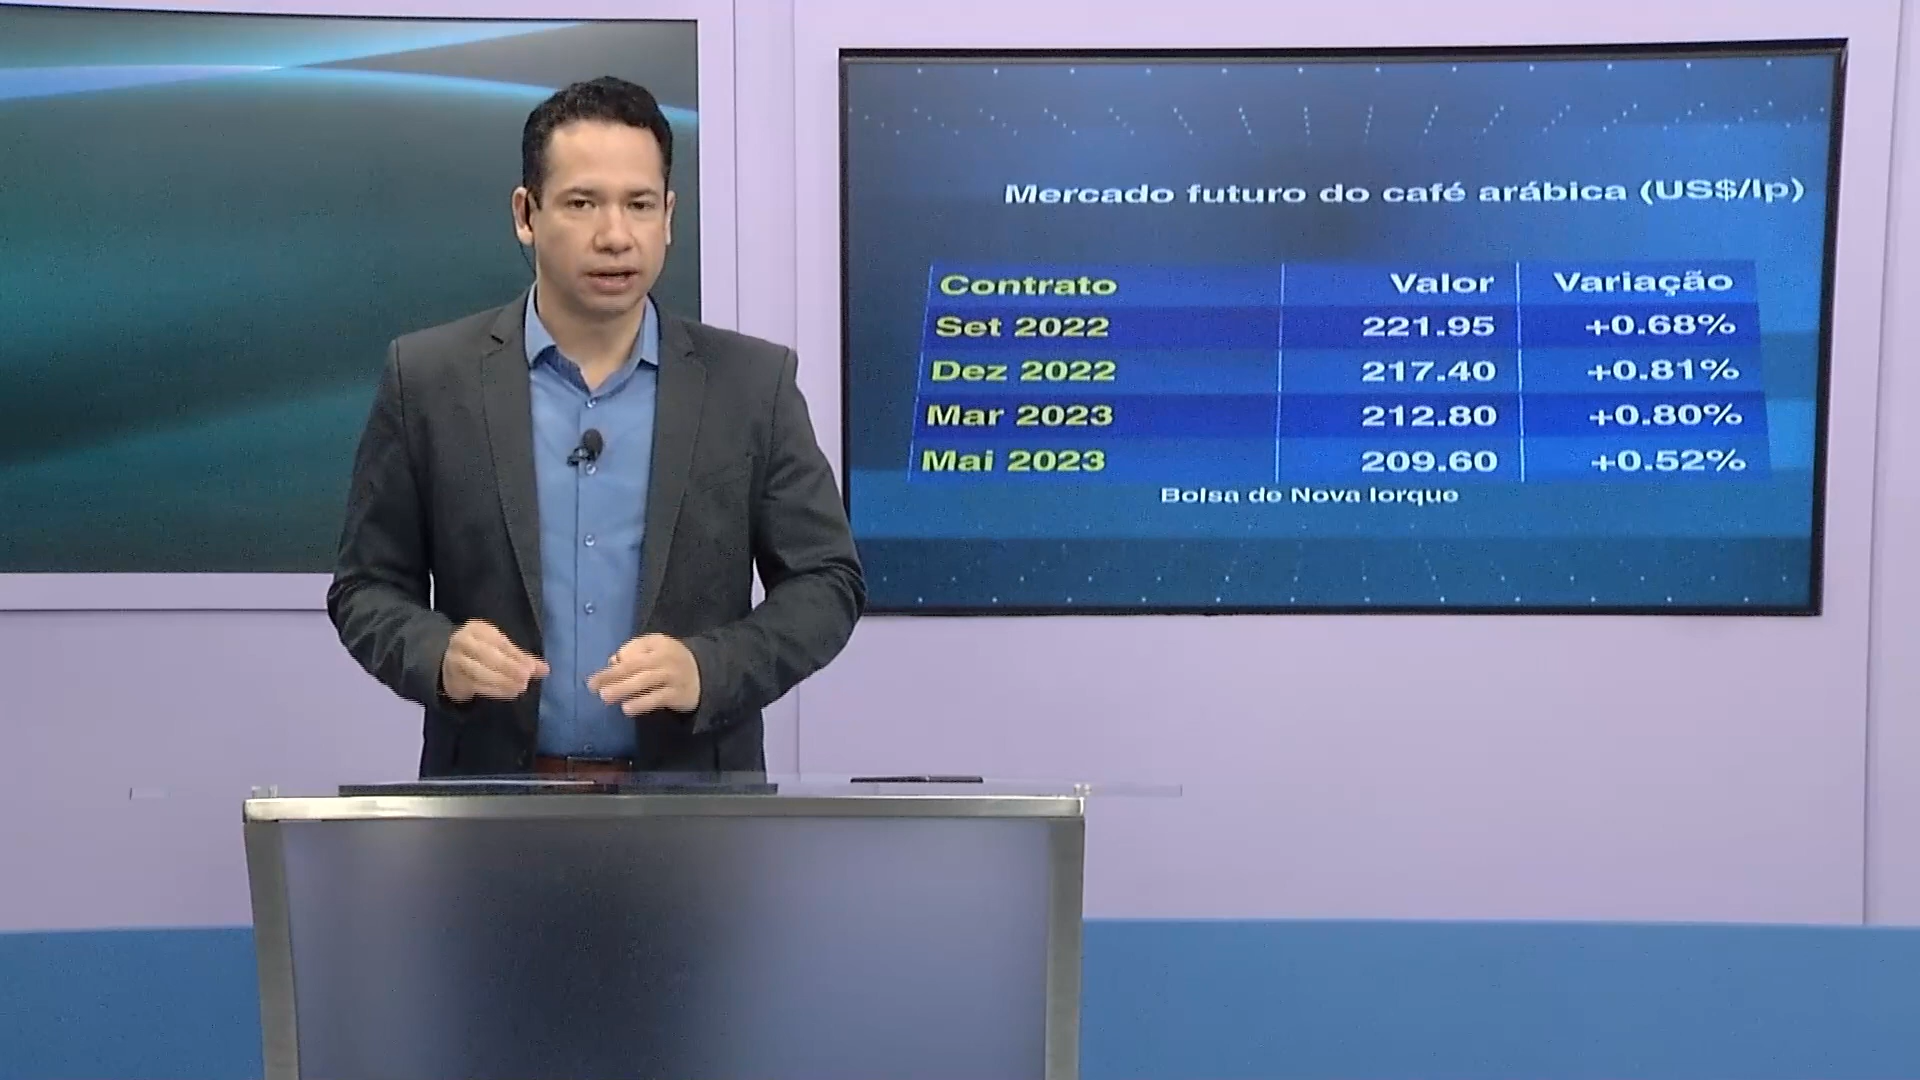 Mercado futuro do café arábica (US$/lp)
Contrato Valor Variação
Set 2022 221.95 +0.68%
Dez 2022 217.40 +0.81%
Mar 2023 212.80 +0.80%
Mai 2023 209.60 +0.52%
Bolsa de Nova Iorque